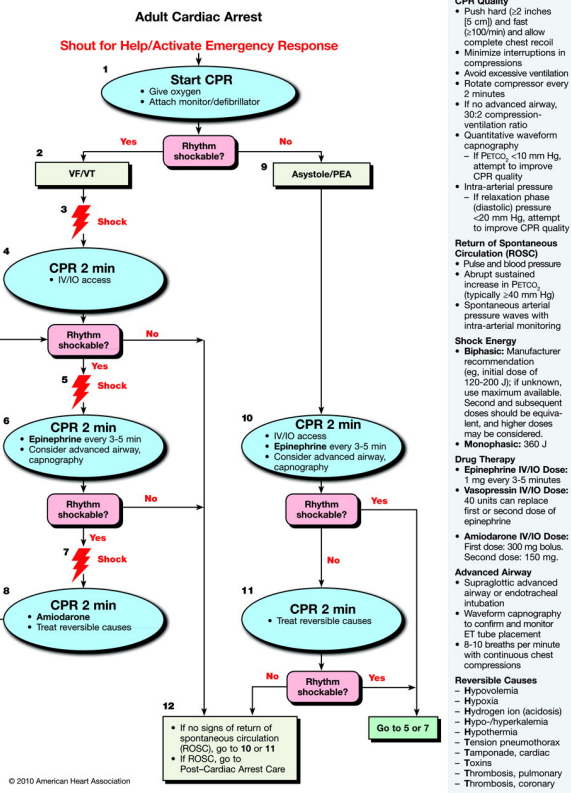 Adult Cardiac Arrest
Shout for Help/Activate Emergency Response
1
Start CPR
• Give oxygen
• Attach monitor/defibrillator
Rhythm
shockable?
Yes
No
2
VF/VT
9
Asystole/PEA
3
Shock
4
CPR 2 min
• IV/IO access
Rhythm
shockable?
No
Yes
5
Shock
6
CPR 2 min
• Epinephrine every 3-5 min
• Consider advanced airway,
capnography
10
CPR 2 min
• IV/IO access
• Epinephrine every 3-5 min
• Consider advanced airway,
capnography
Rhythm
shockable?
No
Yes
Rhythm
shockable?
Yes
No
7
Shock
8
CPR 2 min
• Amiodarone
• Treat reversible causes
11
CPR 2 min
• Treat reversible causes
Rhythm
shockable?
No
Yes
12
• If no signs of return of
spontaneous circulation
(ROSC), go to 10 or 11
• If ROSC, go to
Post–Cardiac Arrest Care
Go to 5 or 7
© 2010 American Heart Association
CPR Quality
• Push hard (≥2 inches
[5 cm]) and fast
(≥100/min) and allow
complete chest recoil
• Minimize interruptions in
compressions
• Avoid excessive ventilation
• Rotate compressor every
2 minutes
• If no advanced airway,
30:2 compression-
ventilation ratio
• Quantitative waveform
capnography
– If PETCO2 <10 mm Hg,
attempt to improve
CPR quality
• Intra-arterial pressure
– If relaxation phase
(diastolic) pressure
<20 mm Hg, attempt
to improve CPR quality
Return of Spontaneous
Circulation (ROSC)
• Pulse and blood pressure
• Abrupt sustained
increase in PETCO2
(typically ≥40 mm Hg)
• Spontaneous arterial
pressure waves with
intra-arterial monitoring
Shock Energy
• Biphasic: Manufacturer
recommendation
(eg, initial dose of
120-200 J); if unknown,
use maximum available.
Second and subsequent
doses should be equiva-
lent, and higher doses
may be considered.
• Monophasic: 360 J
Drug Therapy
• Epinephrine IV/IO Dose:
1 mg every 3-5 minutes
• Vasopressin IV/IO Dose:
40 units can replace
first or second dose of
epinephrine
• Amiodarone IV/IO Dose:
First dose: 300 mg bolus.
Second dose: 150 mg.
Advanced Airway
• Supraglottic advanced
airway or endotracheal
intubation
• Waveform capnography
to confirm and monitor
ET tube placement
• 8-10 breaths per minute
with continuous chest
compressions
Reversible Causes
– Hypovolemia
– Hypoxia
– Hydrogen ion (acidosis)
– Hypo-/hyperkalemia
– Hypothermia
– Tension pneumothorax
– Tamponade, cardiac
– Toxins
– Thrombosis, pulmonary
– Thrombosis, coronary